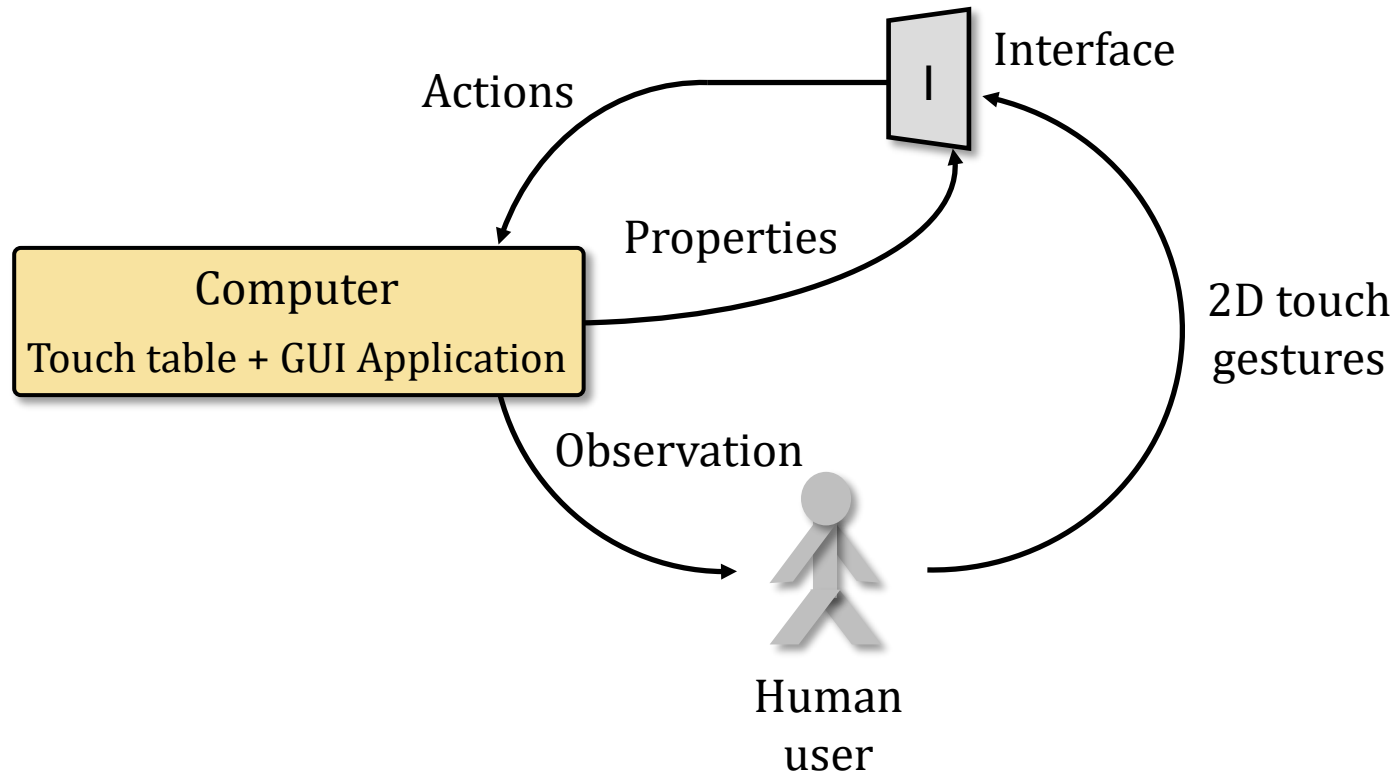 Interface
I
Actions
Properties
Computer
Touch table + GUI Application
2D touch
gestures
Observation
Human
user